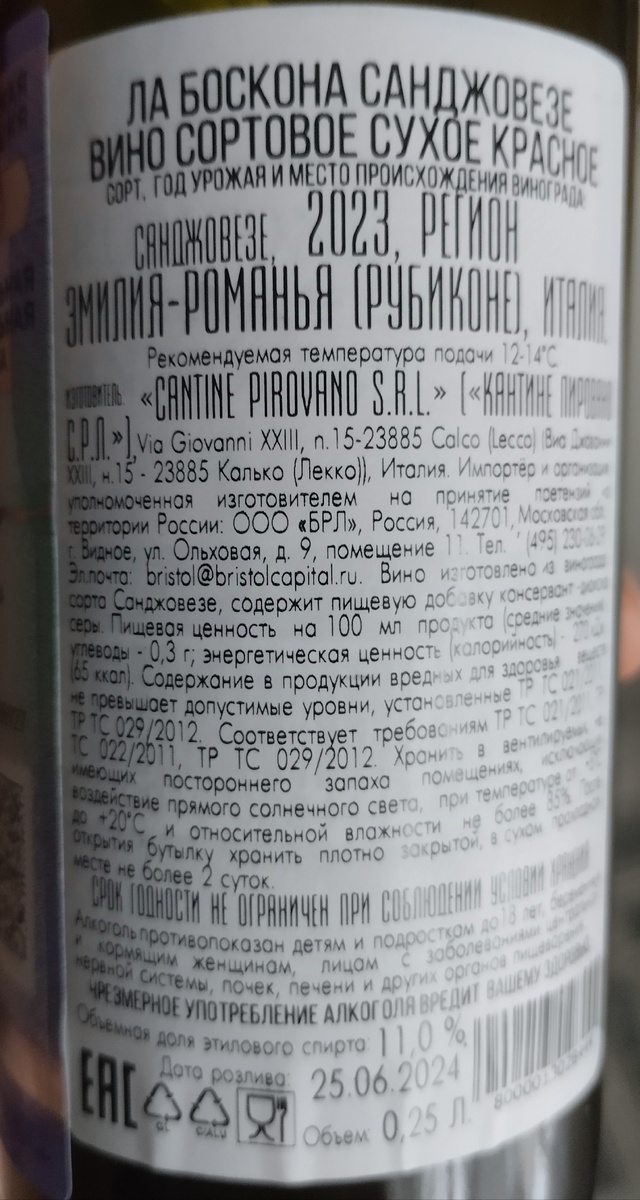 ЛА БОСКОНА САНДЖОВЕЗЕ
ВИНО СОРТОВОЕ СУХОЕ КРАСНОЕ
СОРТ, ГОД УРОЖАЯ И МЕСТО ПРОИСХОЖДЕНИЯ ВИНОГРАДА:
САНДЖОВЕЗЕ, 2023, РЕГИОН
ЭМИЛИЯ-РОМАНЬЯ (РУБИКОНЕ), ИТАЛИЯ.
Рекомендуемая температура подачи 12-14°С
ИЗГОТОВИТЕЛЬ: «CANTINE PIROVANO S.R.L.» («КАНТИНЕ ПИРОВАНО
С.Р.Л.»), Via Giovanni XXIII, n.15-23885 Calco (Lecco) (Виа Джованни
XXIII, н.15 - 23885 Калько (Лекко)), Италия. Импортёр и организация
уполномоченная изготовителем на принятие претензий на
территории России: ООО «БРЛ», Россия, 142701, Московская обл.
г. Видное, ул. Ольховая, д. 9, помещение 11. Тел. (495)
Эл.почта: bristol@bristolcapital.ru. Вино изготовлено из винограда
сорта Санджовезе, содержит пищевую добавку консервант диоксид
серы. Пищевая ценность на 100 мл продукта (средние значения)
углеводы - 0,3 г; энергетическая ценность (калорийность) -
(65 ккал). Содержание в продукции вредных для здоровья веществ
не превышает допустимые уровни, установленные ТР ТС 021/2011
ТР ТС 029/2012. Соответствует требованиям ТР ТС 021/2011, ТР
ТС 022/2011, ТР ТС 029/2012. Хранить в вентилируемых, не
имеющих постороннего запаха помещениях, исключающих
воздействие прямого солнечного света, при температуре от
до +20°С и относительной влажности не более 85%. После
открытия бутылку хранить плотно закрытой, в сухом прохладном
месте не более 2 суток.
СРОК ГОДНОСТИ НЕ ОГРАНИЧЕН ПРИ СОБЛЮДЕНИИ УСЛОВИЙ ХРАНЕНИЯ
Алкоголь противопоказан детям и подросткам до 18 лет, беременным
и кормящим женщинам, лицам с заболеваниями центральной
нервной системы, почек, печени и других органов пищеварения.
ЧРЕЗМЕРНОЕ УПОТРЕБЛЕНИЕ АЛКОГОЛЯ ВРЕДИТ ВАШЕМУ ЗДОРОВЬЮ
Объемная доля этилового спирта: 11,0 %
Дата розлива: 25.06.2024
EAC
GL
C/ALU
Объем: 0,25 Л.